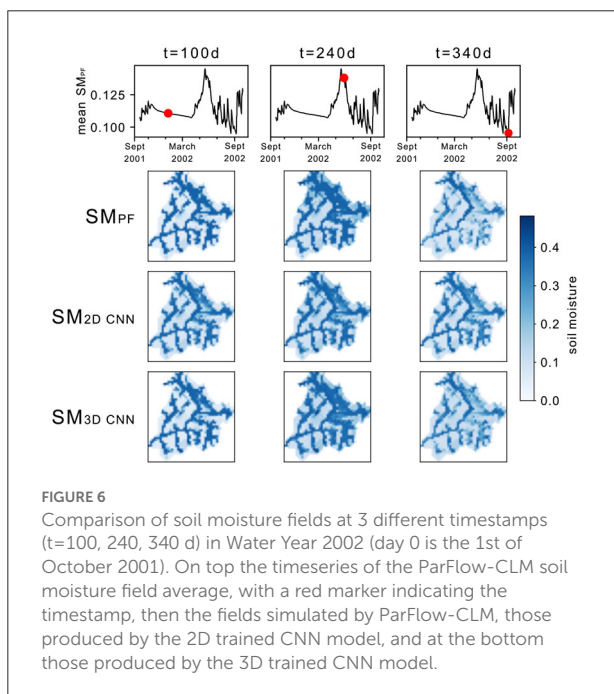 t=100d t=240d t=340d
mean SMPF
0.125
0.100
Sept March Sept Sept March Sept Sept March Sept
2001 2002 2002 2001 2002 2002 2001 2002 2002
SMPF
SM2D CNN
SM3D CNN
0.4
0.3
0.2
0.1
0.0
soil moisture
FIGURE 6
Comparison of soil moisture fields at 3 different timestamps
(t=100, 240, 340 d) in Water Year 2002 (day 0 is the 1st of
October 2001). On top the timeseries of the ParFlow-CLM soil
moisture field average, with a red marker indicating the
timestamp, then the fields simulated by ParFlow-CLM, those
produced by the 2D trained CNN model, and at the bottom
those produced by the 3D trained CNN model.